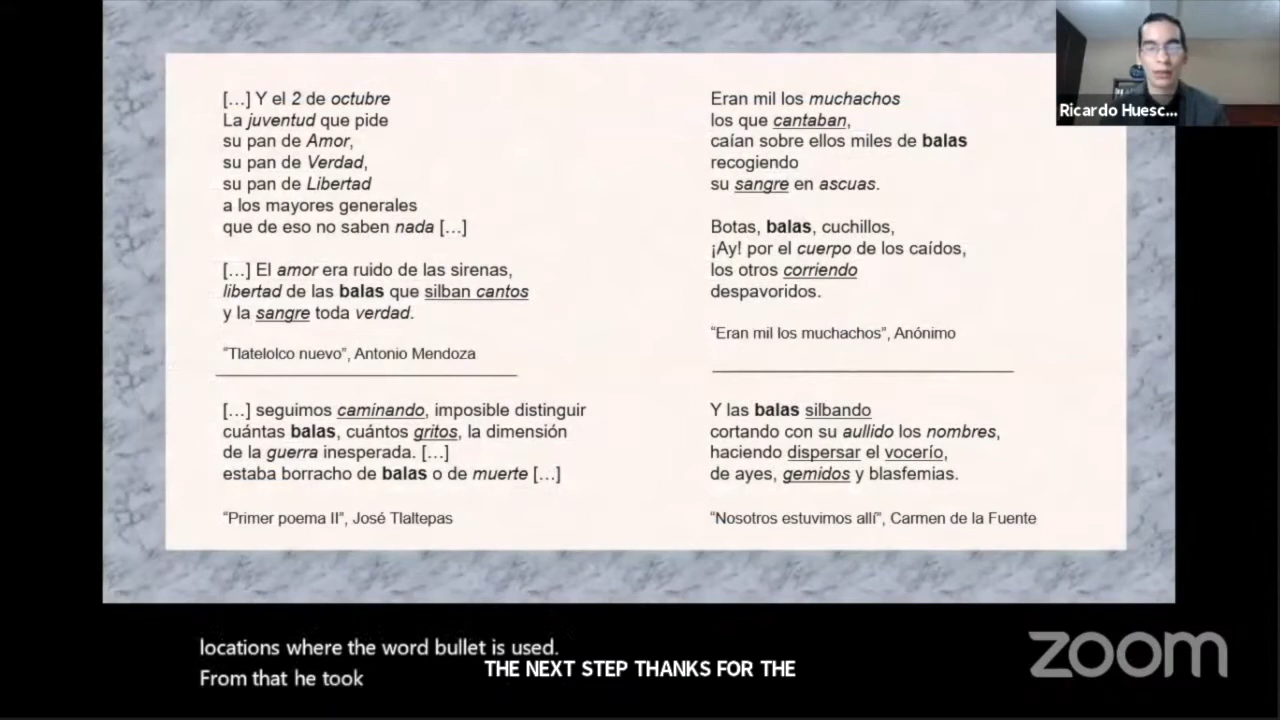 […] Y el 2 de octubre
La juventud que pide
su pan de Amor,
su pan de Verdad,
su pan de Libertad
a los mayores generales
que de eso no saben nada […]
[…] El amor era ruido de las sirenas,
libertad de las balas que silban cantos
y la sangre toda verdad.
“Tlatelolco nuevo”, Antonio Mendoza
[…] seguimos caminando, imposible distinguir
cuántas balas, cuántos gritos, la dimensión
de la guerra inesperada. […]
estaba borracho de balas o de muerte […]
“Primer poema II”, José Tlaltepas
Eran mil los muchachos
los que cantaban,
caían sobre ellos miles de balas
recogiendo
su sangre en ascuas.
Botas, balas, cuchillos,
¡Ay! por el cuerpo de los caídos,
los otros corriendo
despavoridos.
“Eran mil los muchachos”, Anónimo
Y las balas silbando
cortando con su aullido los nombres,
haciendo dispersar el vocerío,
de ayes, gemidos y blasfemias.
“Nosotros estuvimos allí”, Carmen de la Fuente
Ricardo Huesc...
locations where the word bullet is used.
From that he took
THE NEXT STEP THANKS FOR THE
zoom